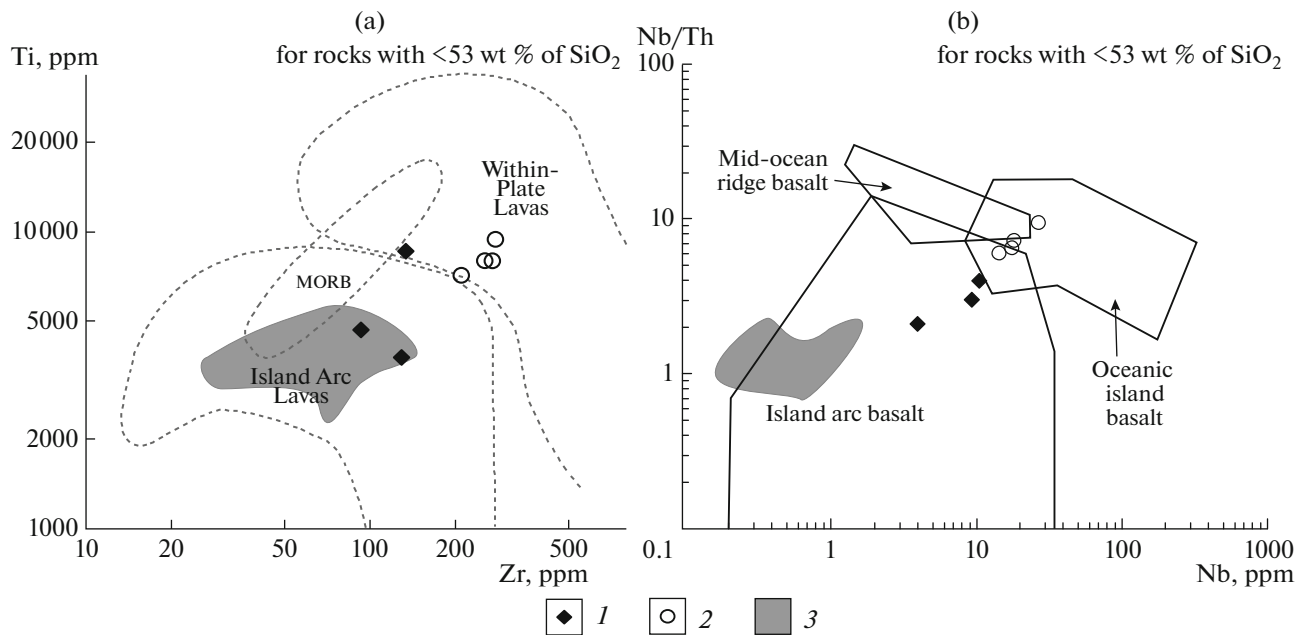 (a)
for rocks with <53 wt % of SiO₂
Ti, ppm
20000
10000
5000
2000
1000
10
20
50
100
200
500
Zr, ppm
Within-
Plate
Lavas
MORB
Island Arc
Lavas
(b)
for rocks with <53 wt % of SiO₂
Nb/Th
100
10
1
0.1
1
10
100
1000
Nb, ppm
Mid-ocean
ridge basalt
Island arc basalt
Oceanic
island
basalt
1
2
3